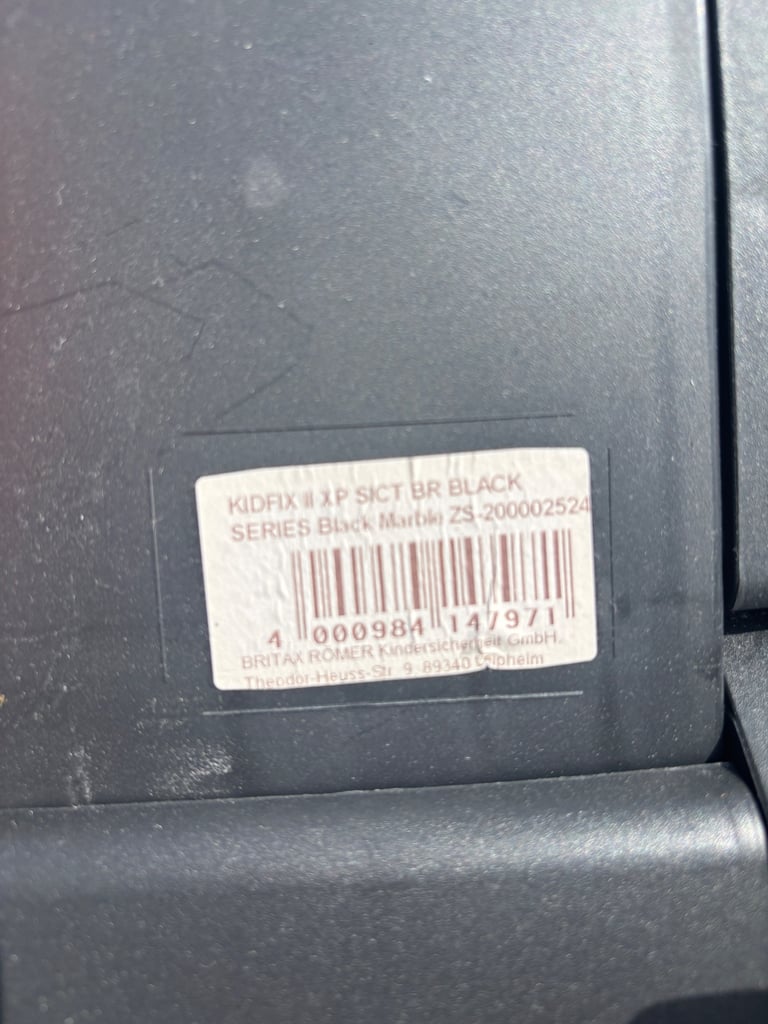 KIDFIX II XP SICT BR BLACK
SERIES Black Marble ZS 200002524
4 000984 147971
BRITAX RÖMER Kindersicherheit GmbH.
Theodor-Heuss-Str. 9 89340 Leipheim